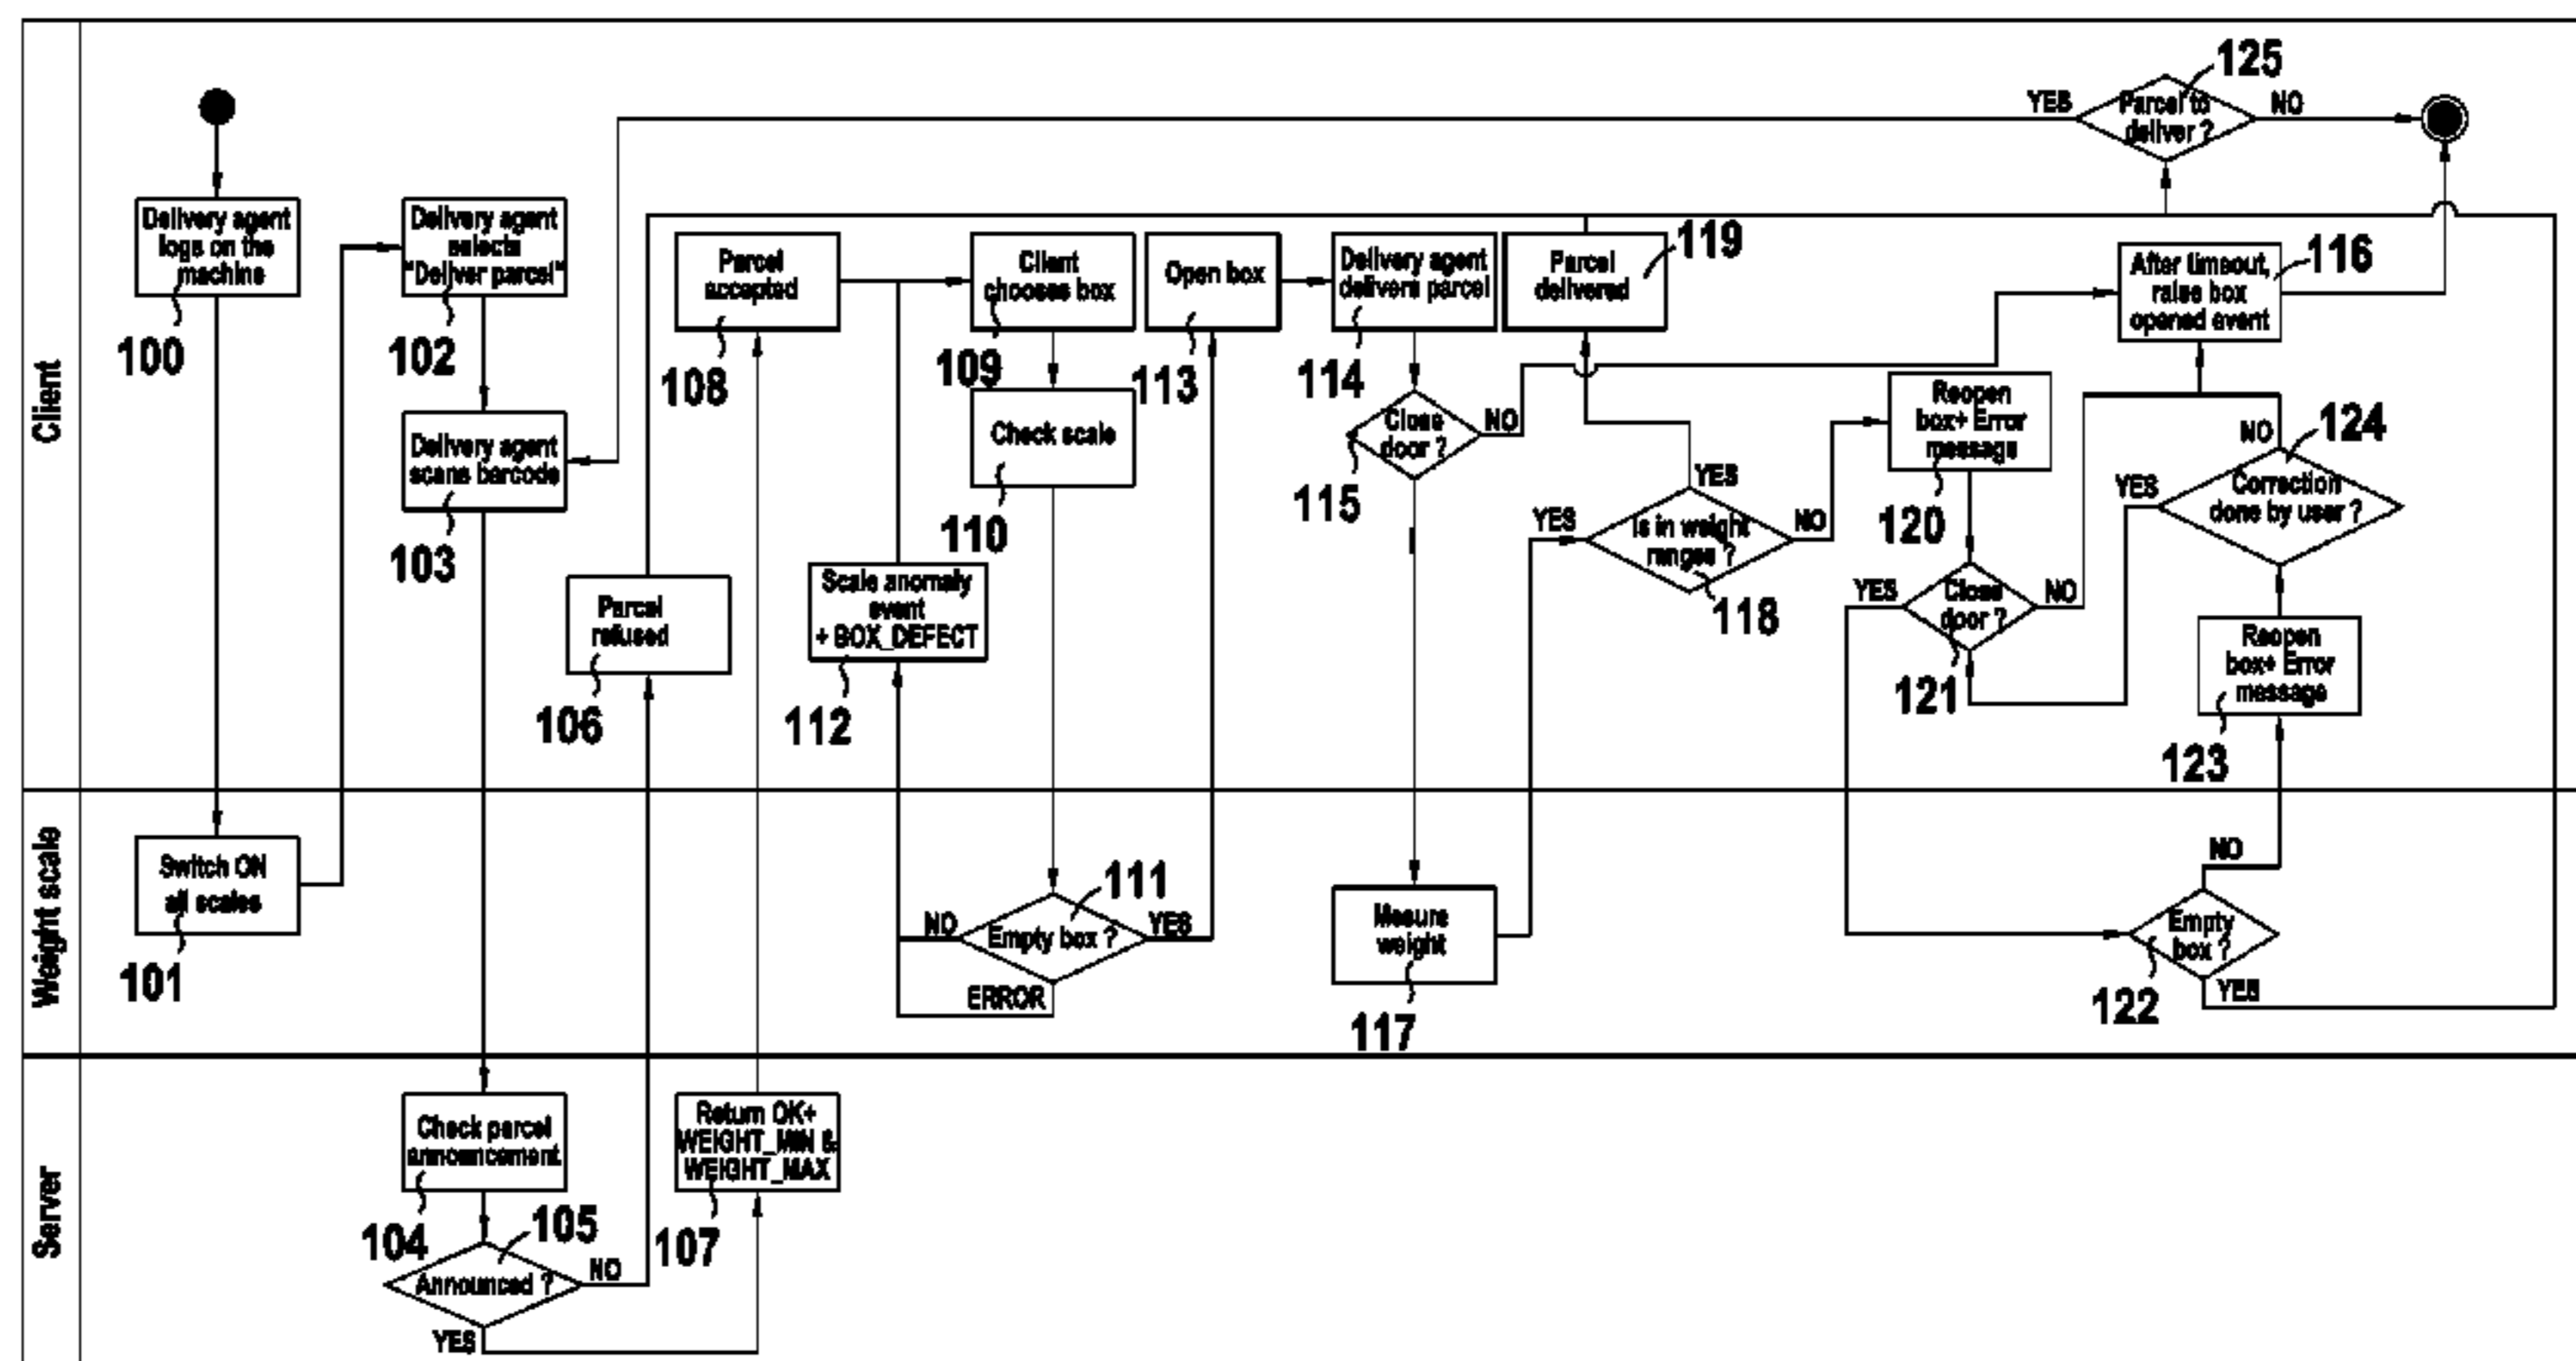 Client
Weight scale
Server
Delivery agent
logs on the
machine
100
Switch ON
all scales
101
Delivery agent
selects
"Deliver parcel"
102
Delivery agent
scans barcode
103
Check parcel
announcement
104
Announced ?
105
NO
YES
Parcel
refused
106
Return OK+
WEIGHT_MIN &
WEIGHT_MAX
107
Parcel
accepted
108
Client
chooses box
109
Check scale
110
Empty box ?
111
NO
YES
ERROR
Scale anomaly
event
+ BOX_DEFECT
112
Open box
113
Delivery agent
delivers parcel
114
Close
door ?
115
NO
After timeout,
raise box
opened event
116
Mesure
weight
117
YES
Is in weight
ranges ?
118
YES
NO
Parcel
delivered
119
Reopen
box+ Error
message
120
Close
door ?
121
YES
NO
Empty
box ?
122
NO
YES
Reopen
box+ Error
message
123
Correction
done by user ?
124
YES
NO
Parcel to
deliver ?
125
YES
NO